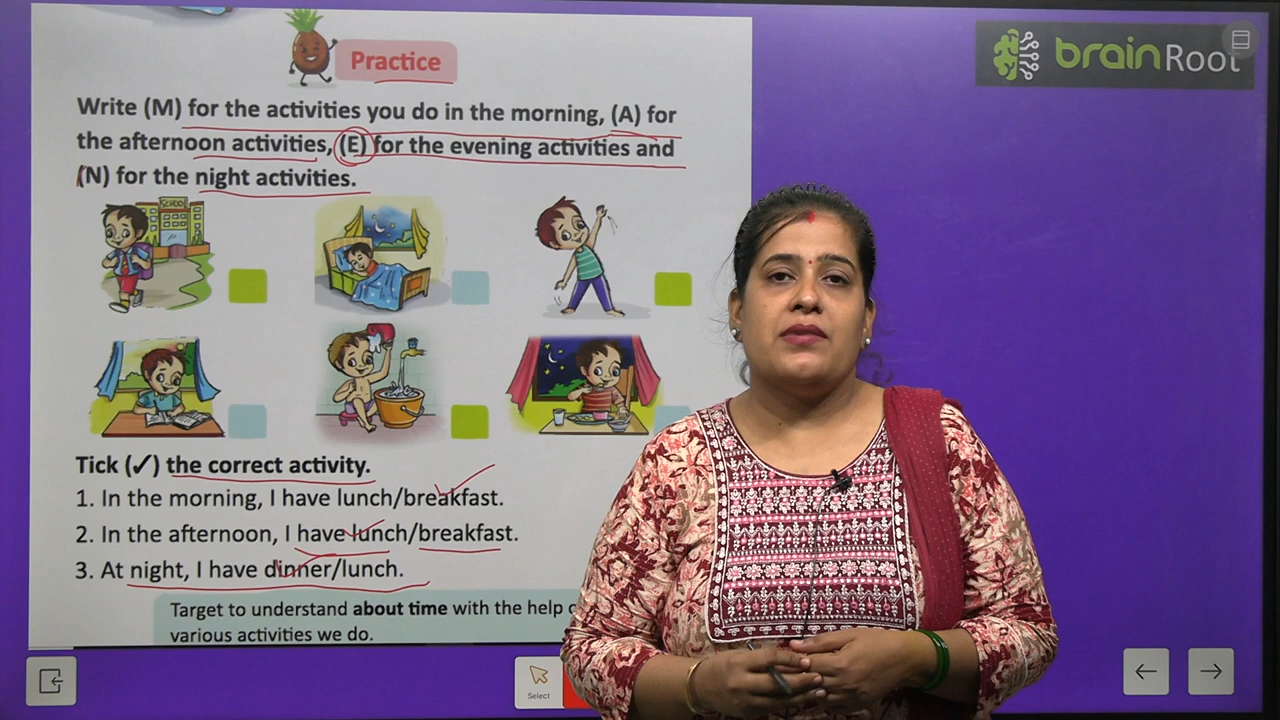 Practice
brainRoot
Write (M) for the activities you do in the morning, (A) for
the afternoon activities, (E) for the evening activities and
(N) for the night activities.
SCHOOL
Tick (✓) the correct activity.
1. In the morning, I have lunch/breakfast.
2. In the afternoon, I have lunch/breakfast.
3. At night, I have dinner/lunch.
Target to understand about time with the help
various activities we do.
Select